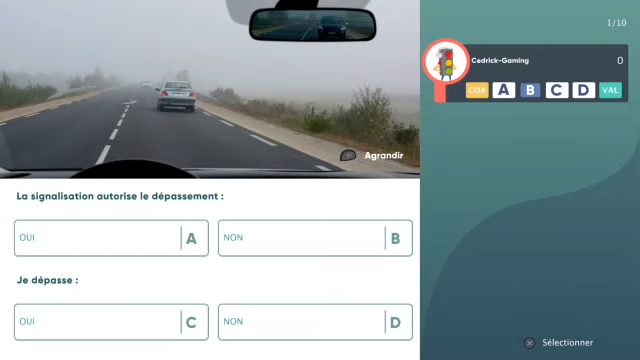 1/10
Cedrick-Gaming 0
COR A B C D VAL
Agrandir
La signalisation autorise le dépassement :
OUI A
NON B
Je dépasse :
OUI C
NON D
Sélectionner